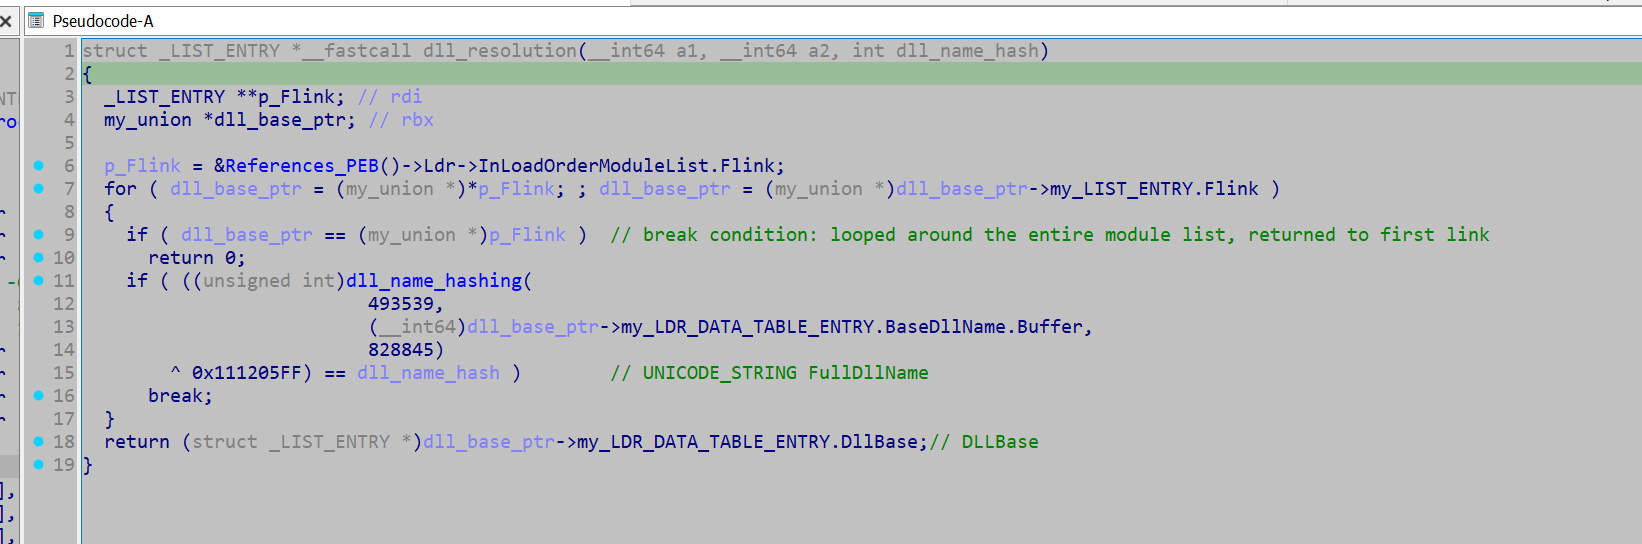 Pseudocode-A
1 struct _LIST_ENTRY *__fastcall dll_resolution(__int64 a1, __int64 a2, int dll_name_hash)
2 {
3   _LIST_ENTRY **p_Flink; // rdi
4   my_union *dll_base_ptr; // rbx
5
6   p_Flink = &References_PEB()->Ldr->InLoadOrderModuleList.Flink;
7   for ( dll_base_ptr = (my_union *)*p_Flink; ; dll_base_ptr = (my_union *)dll_base_ptr->my_LIST_ENTRY.Flink )
8   {
9     if ( dll_base_ptr == (my_union *)p_Flink )  // break condition: looped around the entire module list, returned to first link
10       return 0;
11     if ( ((unsigned int)dll_name_hashing(
12                           493539,
13                           (__int64)dll_base_ptr->my_LDR_DATA_TABLE_ENTRY.BaseDllName.Buffer,
14                           828845)
15         ^ 0x111205FF) == dll_name_hash )        // UNICODE_STRING FullDllName
16       break;
17   }
18   return (struct _LIST_ENTRY *)dll_base_ptr->my_LDR_DATA_TABLE_ENTRY.DllBase;// DLLBase
19 }